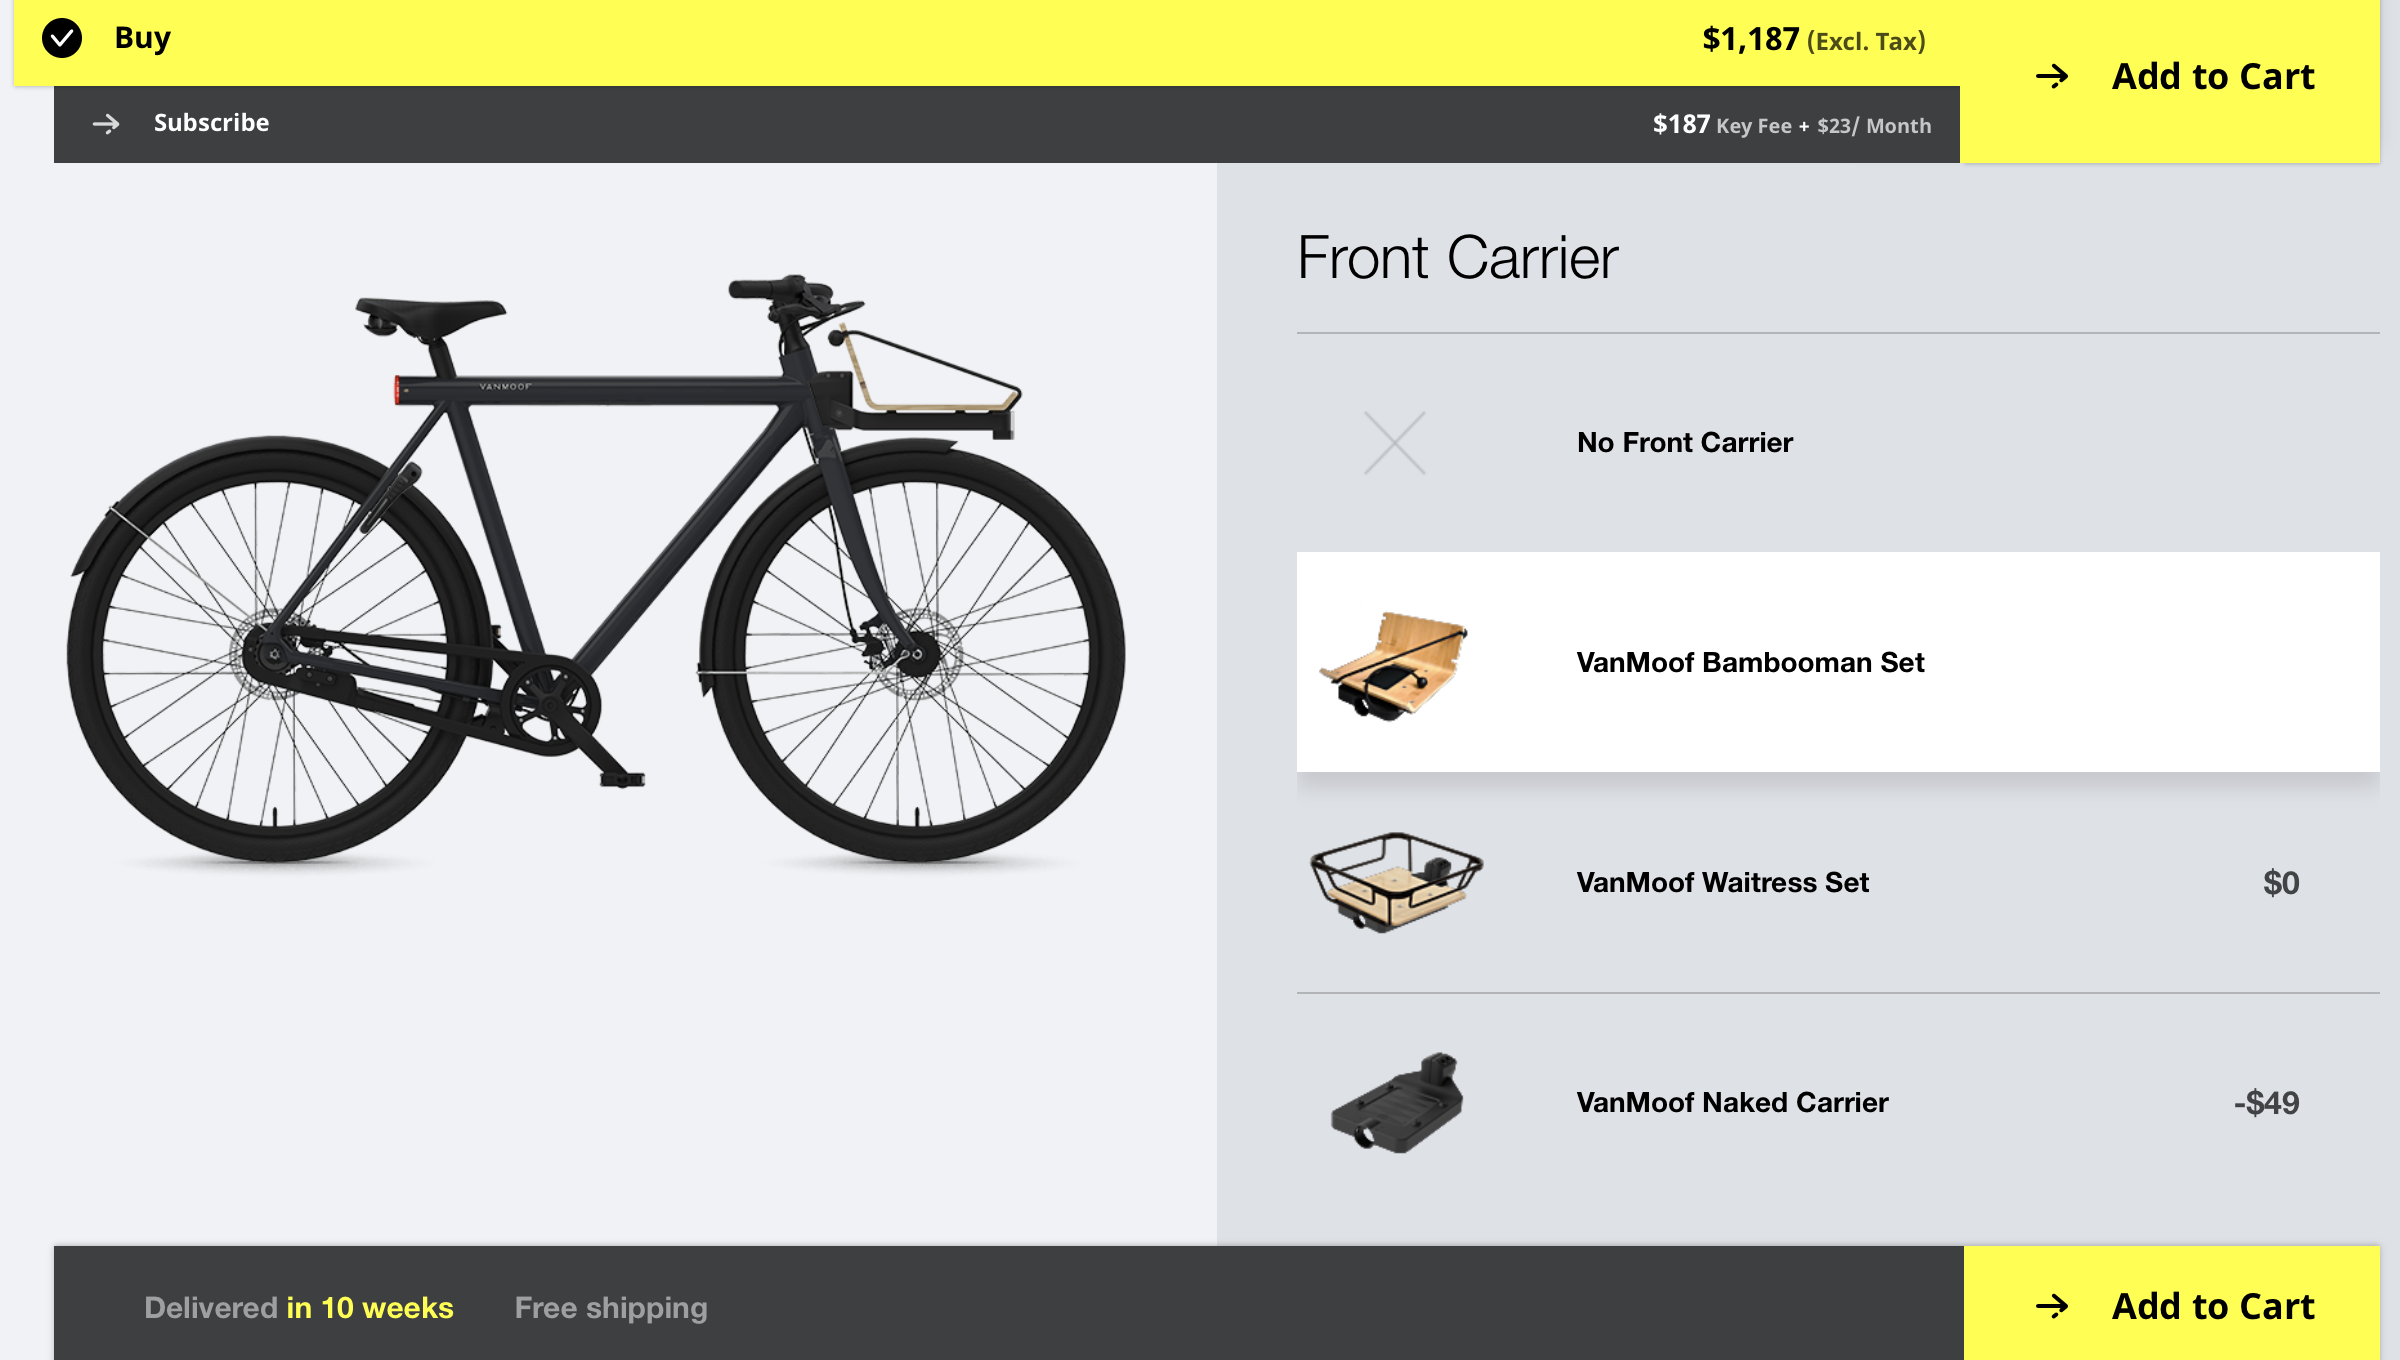 Buy
$1,187 (Excl. Tax)
Add to Cart
Subscribe
$187 Key Fee + $23/ Month
VANMOOF
Front Carrier
No Front Carrier
VanMoof Bambooman Set
VanMoof Waitress Set
$0
VanMoof Naked Carrier
-$49
Delivered in 10 weeks
Free shipping
Add to Cart